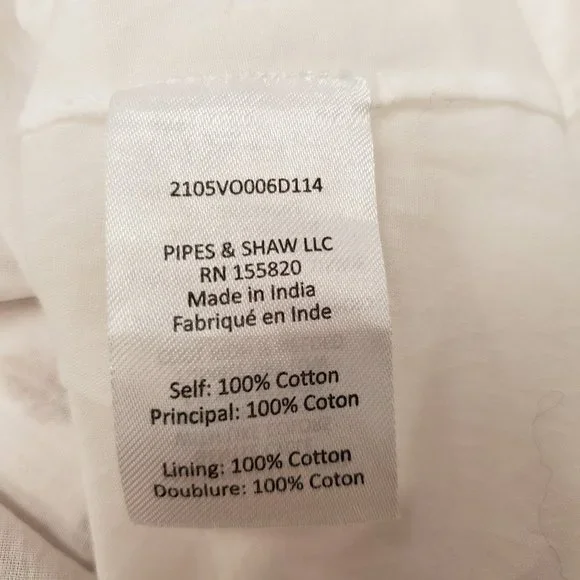 2105VO006D114
PIPES & SHAW LLC
RN 155820
Made in India
Fabriqué en Inde
Self: 100% Cotton
Principal: 100% Coton
Lining: 100% Cotton
Doublure: 100% Coton